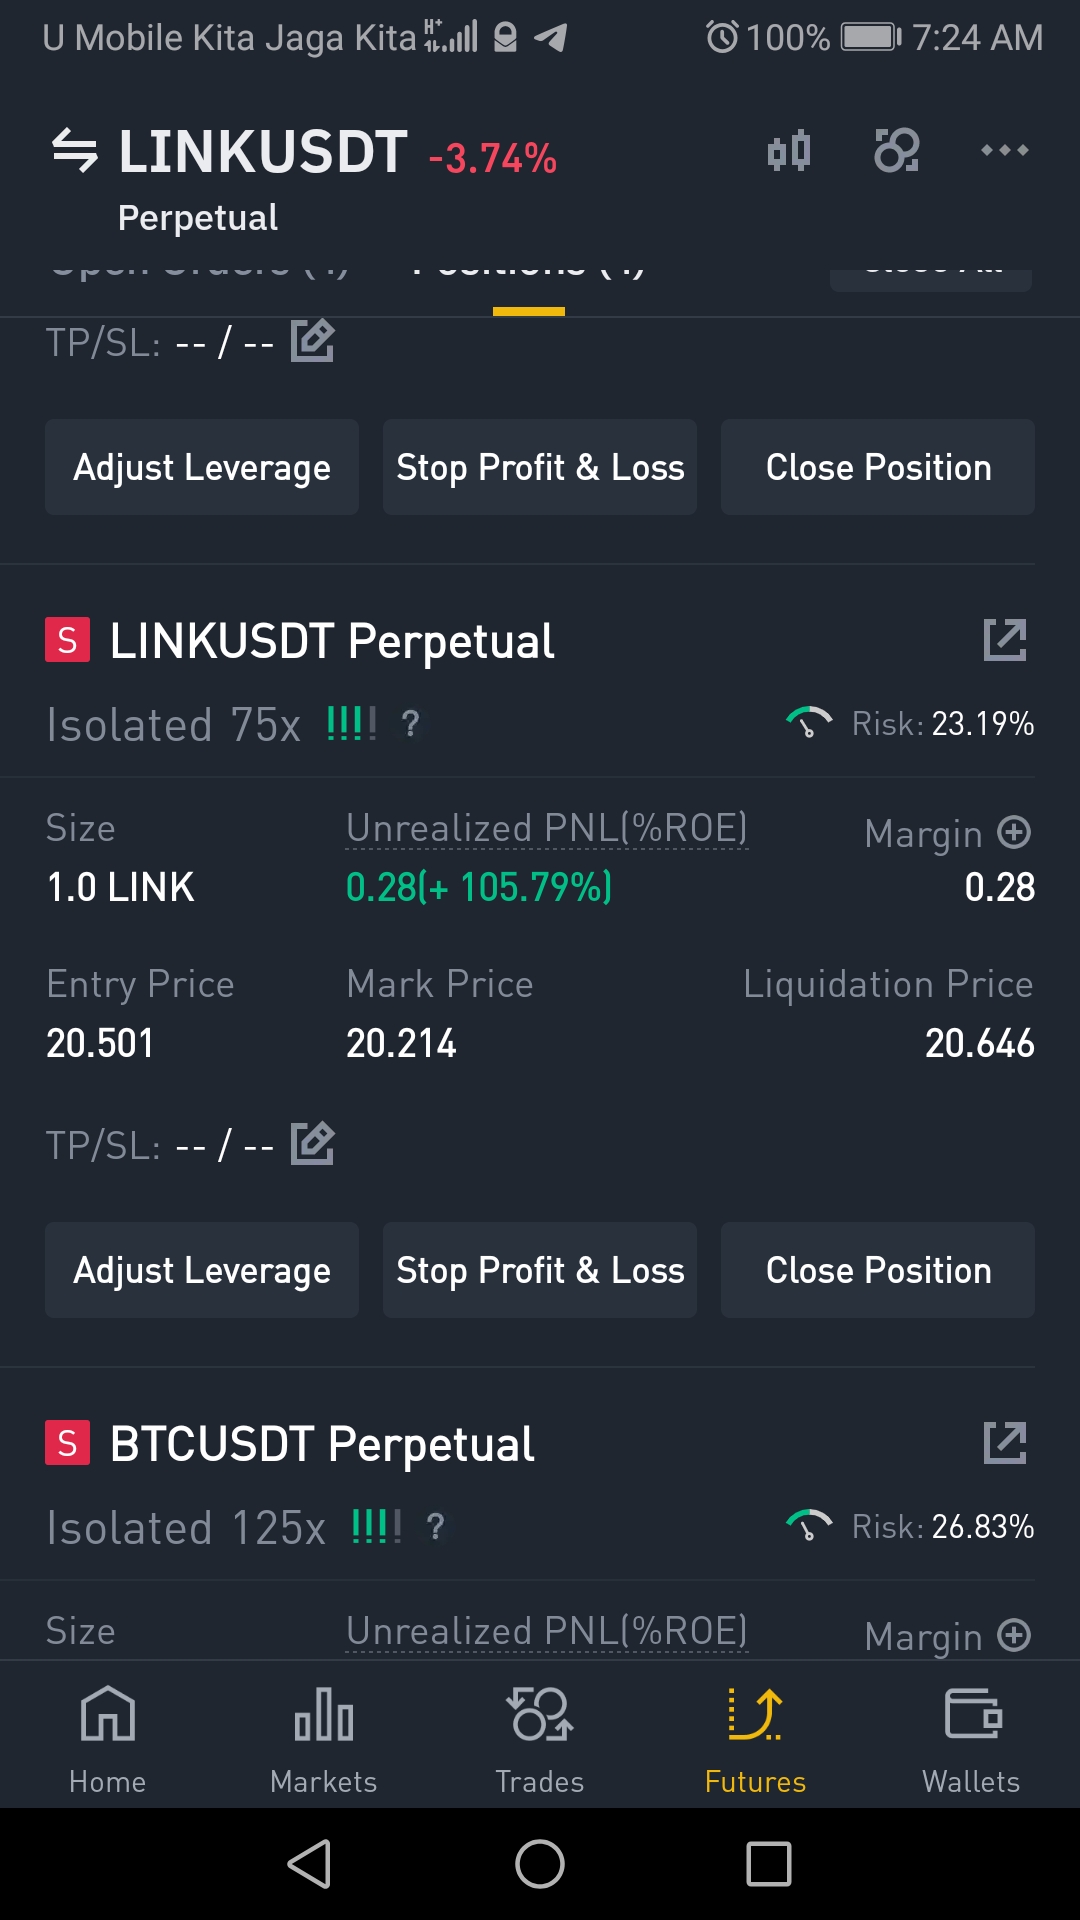 U Mobile Kita Jaga Kita 100% 7:24 AM
LINKUSDT -3.74%
Perpetual
TP/SL: -- / --
Adjust Leverage Stop Profit & Loss Close Position
S LINKUSDT Perpetual
Isolated 75x !!!! ? Risk: 23.19%
Size Unrealized PNL(%ROE) Margin
1.0 LINK 0.28(+ 105.79%) 0.28
Entry Price Mark Price Liquidation Price
20.501 20.214 20.646
TP/SL: -- / --
Adjust Leverage Stop Profit & Loss Close Position
S BTCUSDT Perpetual
Isolated 125x !!!! ? Risk: 26.83%
Size Unrealized PNL(%ROE) Margin
Home Markets Trades Futures Wallets